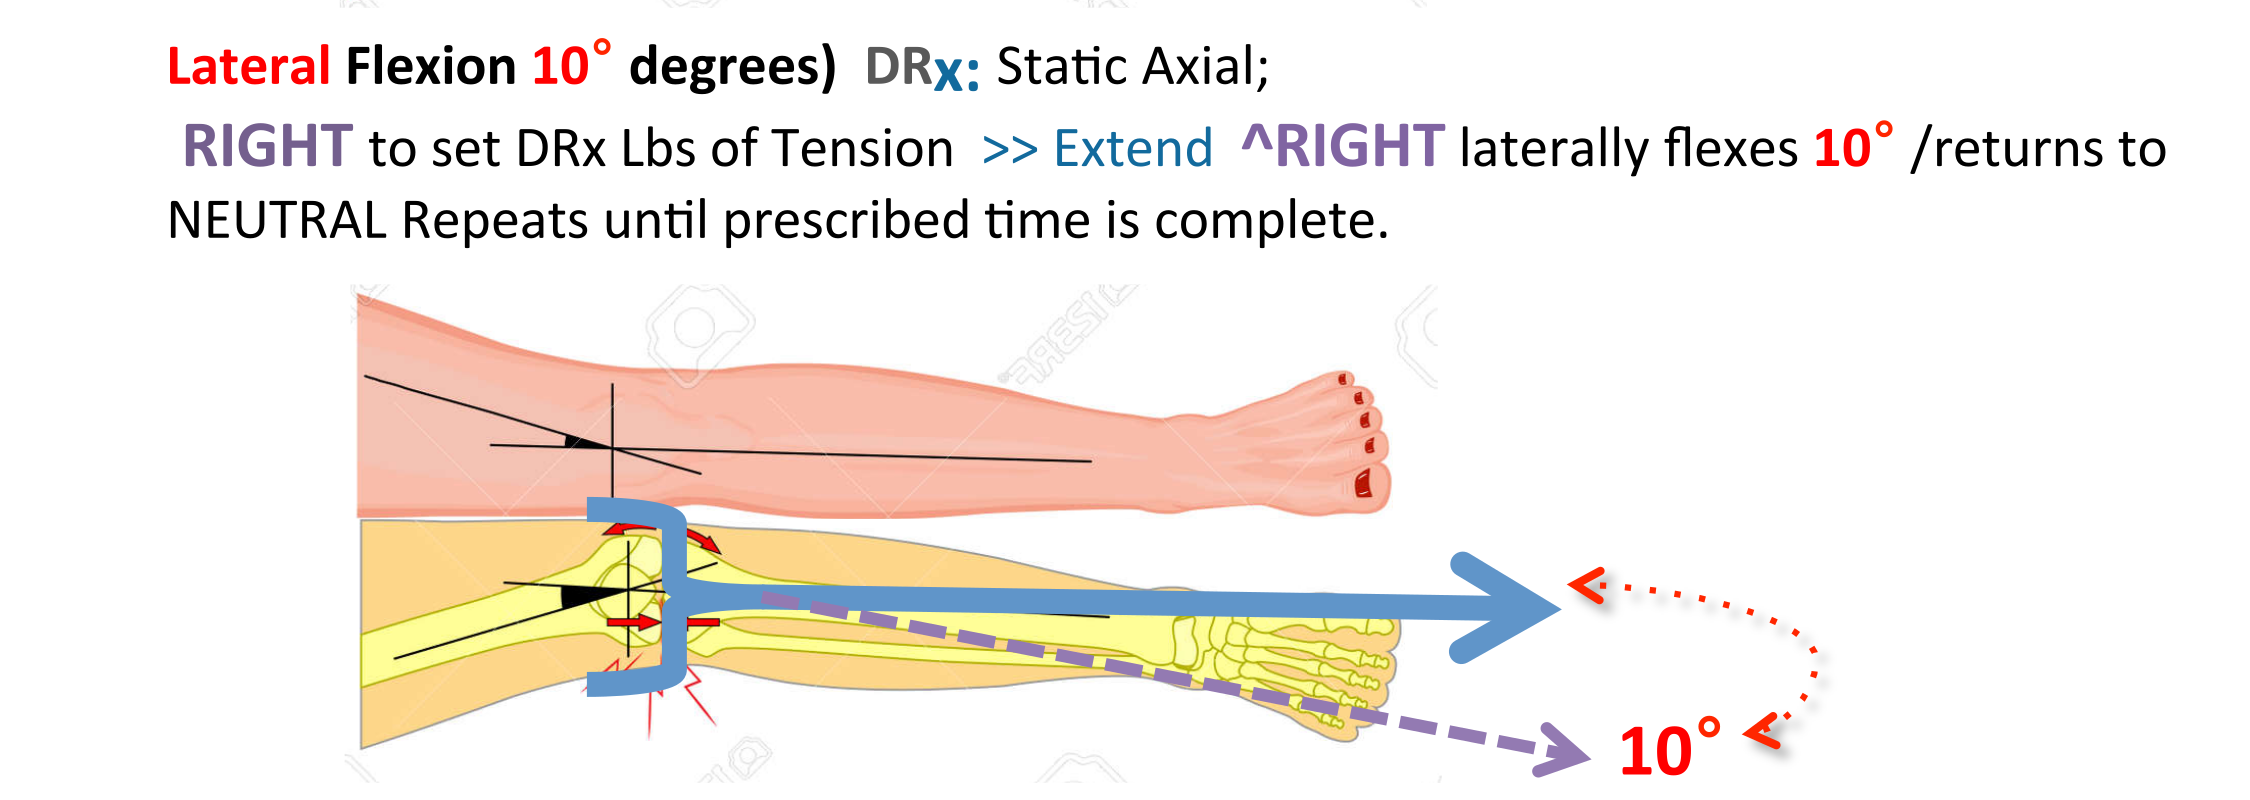 Lateral Flexion 10° degrees) DRx: Static Axial;
RIGHT to set DRx Lbs of Tension >> Extend ^RIGHT laterally flexes 10° /returns to
NEUTRAL Repeats until prescribed time is complete.
10°